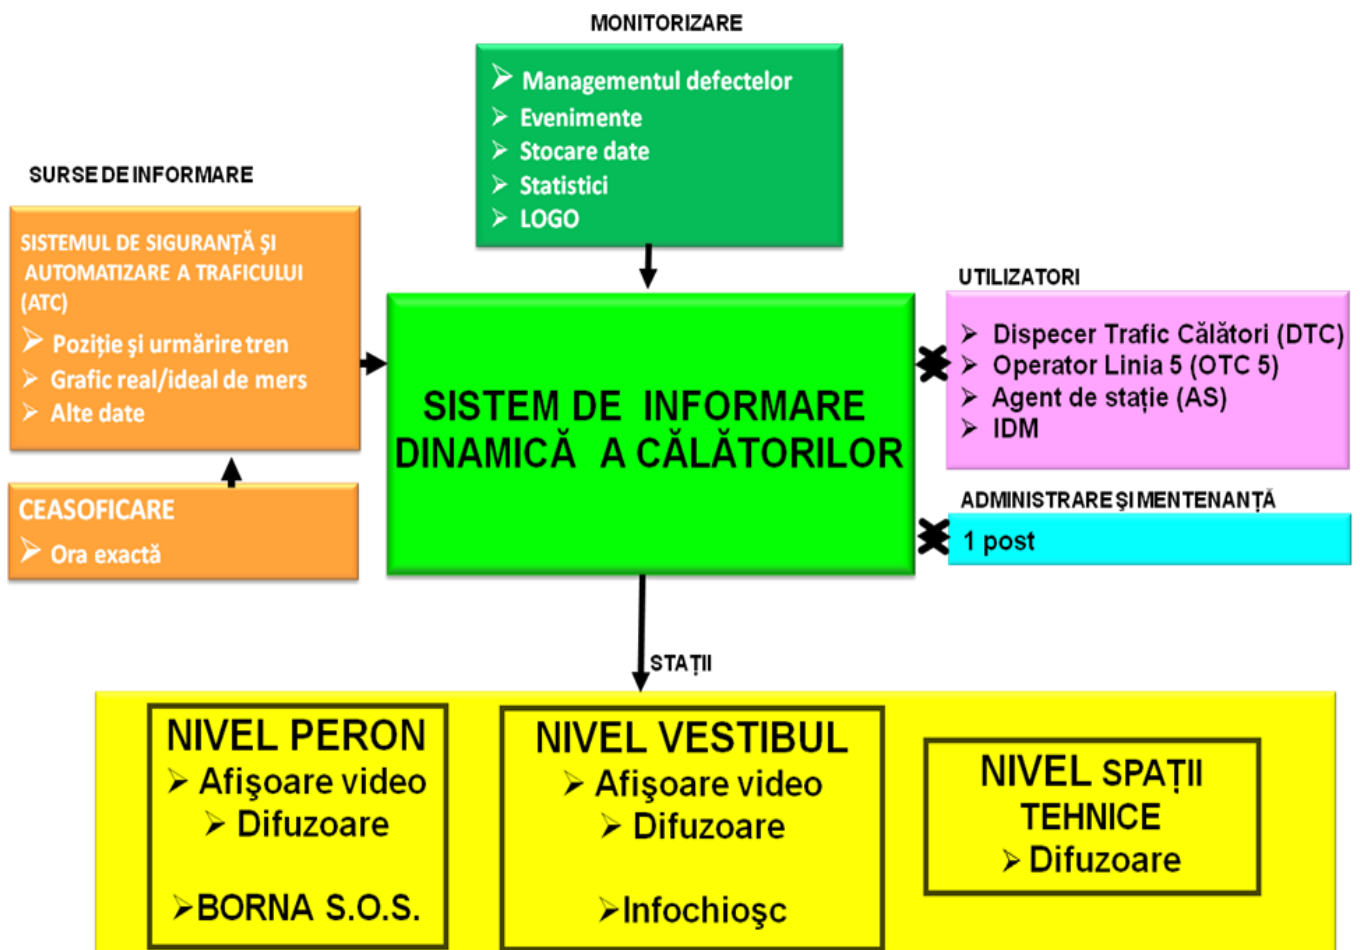 MONITORIZARE
➢ Managementul defectelor
➢ Evenimente
➢ Stocare date
➢ Statistici
➢ LOGO
SURSE DE INFORMARE
SISTEMUL DE SIGURANȚĂ ŞI
AUTOMATIZARE A TRAFICULUI
(ATC)
➢ Poziție şi urmărire tren
➢ Grafic real/ideal de mers
➢ Alte date
CEASOFICARE
➢ Ora exactă
SISTEM DE INFORMARE
DINAMICĂ A CĂLĂTORILOR
UTILIZATORI
➢ Dispecer Trafic Călători (DTC)
➢ Operator Linia 5 (OTC 5)
➢ Agent de stație (AS)
➢ IDM
ADMINISTRARE ŞI MENTENANȚĂ
1 post
STAȚII
NIVEL PERON
➢ Afişoare video
➢ Difuzoare
➢BORNA S.O.S.
NIVEL VESTIBUL
➢ Afişoare video
➢ Difuzoare
➢Infochioşc
NIVEL SPAȚII
TEHNICE
➢ Difuzoare